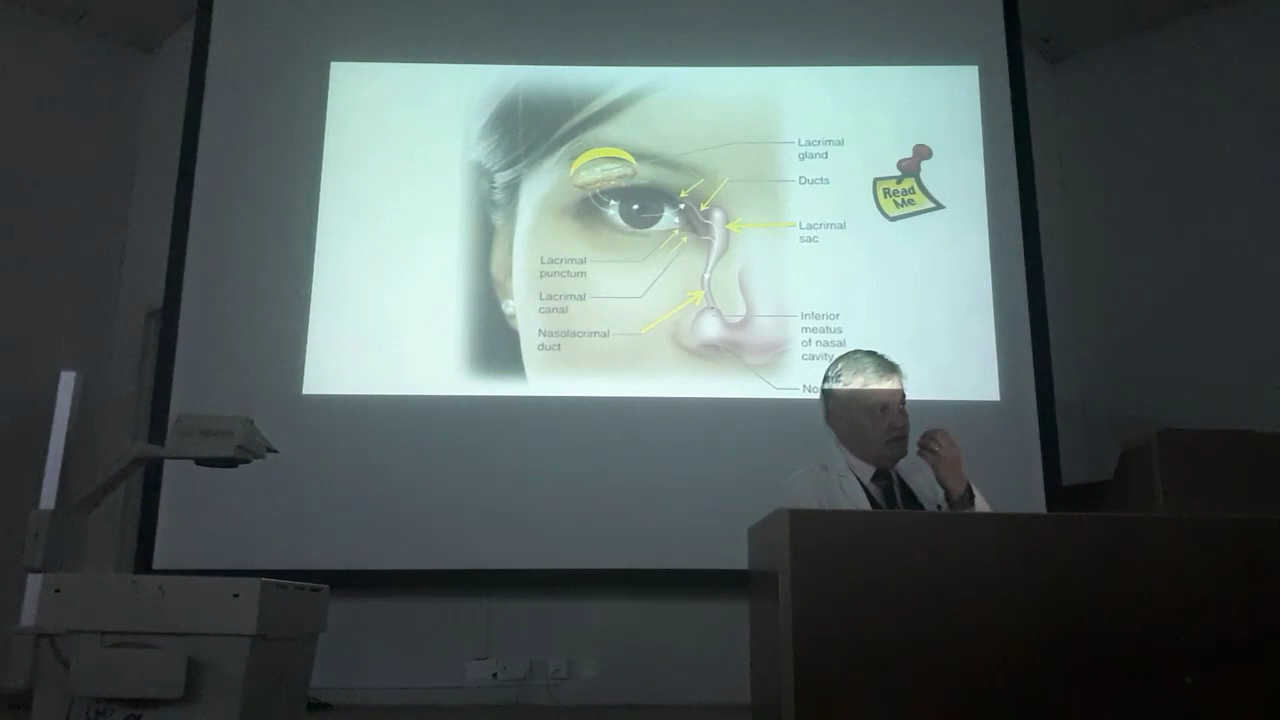 Lacrimal
gland
Ducts
Lacrimal
sac
Read
Me
Lacrimal
punctum
Lacrimal
canal
Nasolacrimal
duct
Inferior
meatus
of nasal
cavity